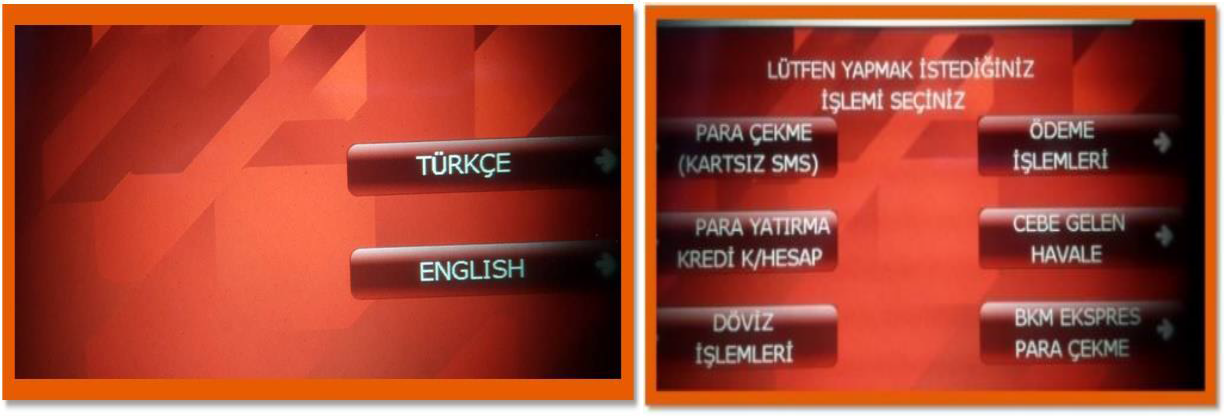 TÜRKÇE
ENGLISH
LÜTFEN YAPMAK İSTEDİĞİNİZ
İŞLEMİ SEÇİNİZ
PARA ÇEKME
(KARTSIZ SMS)
ÖDEME
İŞLEMLERİ
PARA YATIRMA
KREDİ K/HESAP
CEBE GELEN
HAVALE
DÖVİZ
İŞLEMLERİ
BKM EKSPRES
PARA ÇEKME